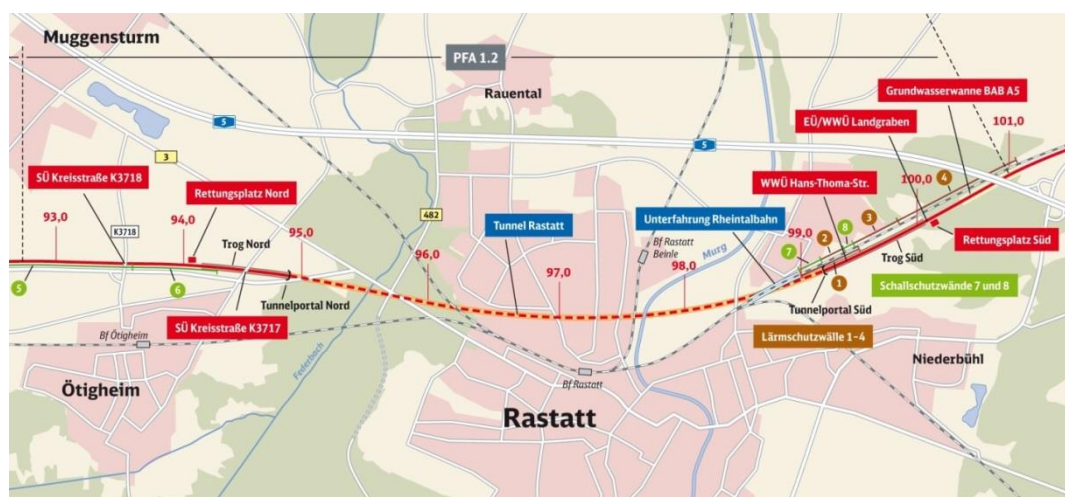 Muggensturm
PFA 1.2
Rauental
Grundwasserwanne BAB A5
EÜ/WWÜ Landgraben
101,0
5
3
5
SÜ Kreisstraße K3718
Rettungsplatz Nord
WWÜ Hans-Thoma-Str.
100,0
4
93,0
94,0
K3718
Trog Nord
95,0
482
Tunnel Rastatt
Unterfahrung Rheintalbahn
99,0
8
2
3
7
Rettungsplatz Süd
96,0
Bf Rastatt
Beinle
Murg
97,0
98,0
Trog Süd
5
6
1
Schallschutzwände 7 und 8
Tunnelportal Nord
Tunnelportal Süd
SÜ Kreisstraße K3717
Bf Ötigheim
Lärmschutzwälle 1-4
Federbach
Niederbühl
Ötigheim
Bf Rastatt
Rastatt